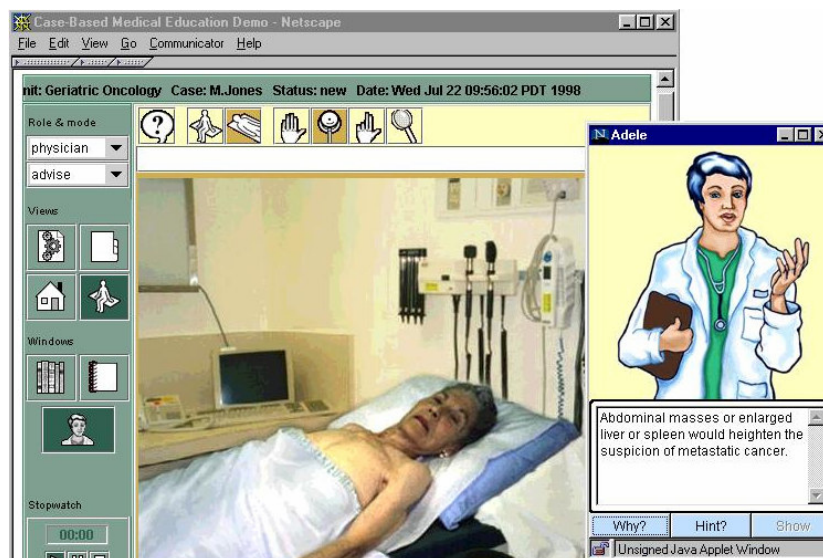 Case-Based Medical Education Demo - Netscape
File Edit View Go Communicator Help
nit: Geriatric Oncology Case: M.Jones Status: new Date: Wed Jul 22 09:56:02 PDT 1998
Role & mode
physician
advise
Views
Windows
Stopwatch
00:00
N Adele
Abdominal masses or enlarged
liver or spleen would heighten the
suspicion of metastatic cancer.
Why? Hint? Show
Unsigned Java Applet Window